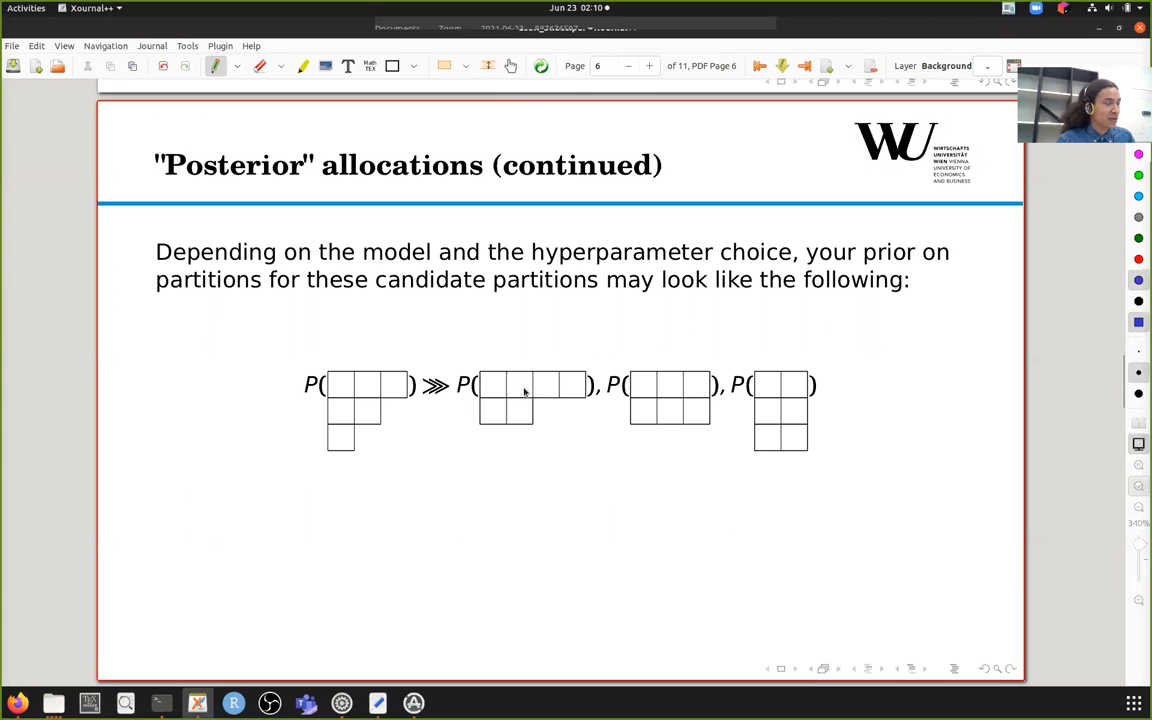 Activities Xournal++ Jun 23 02:10
File Edit View Navigation Journal Tools Plugin Help
Page 6 of 11, PDF Page 6 Layer Background
"Posterior" allocations (continued)
WU
WIRTSCHAFTS
UNIVERSITÄT
WIEN VIENNA
UNIVERSITY OF
ECONOMICS
AND BUSINESS
Depending on the model and the hyperparameter choice, your prior on
partitions for these candidate partitions may look like the following:
P( ) ⋙ P( ), P( ), P( )
340%